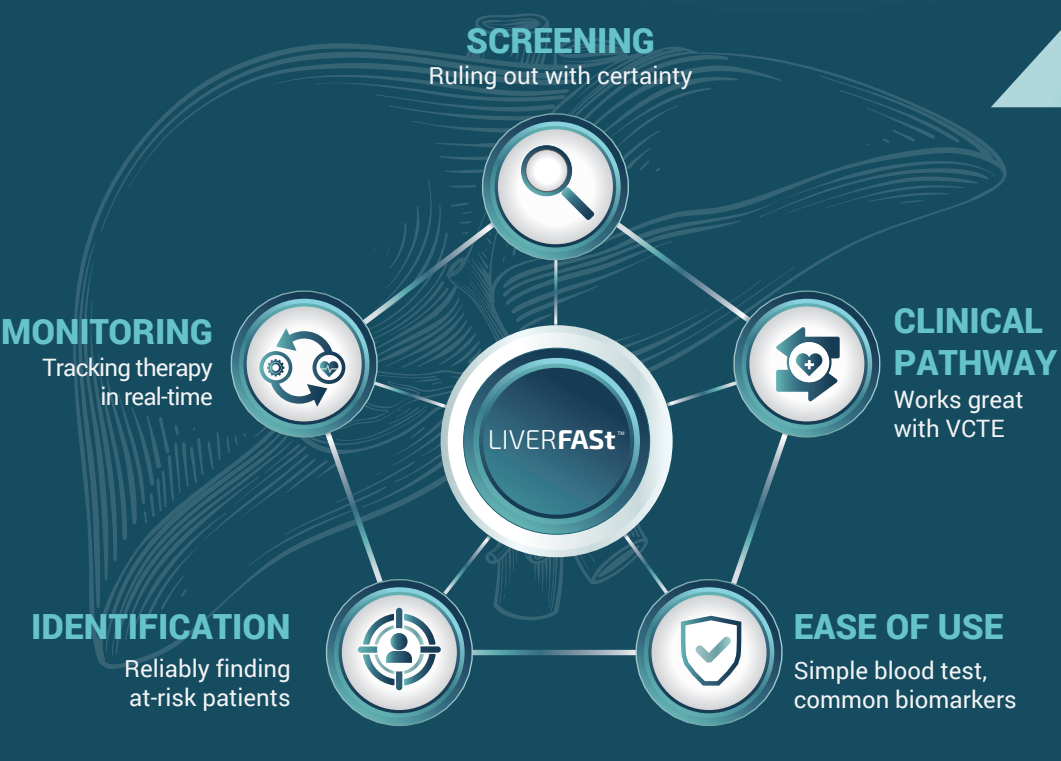 SCREENING
Ruling out with certainty
MONITORING
Tracking therapy
in real-time
CLINICAL
PATHWAY
Works great
with VCTE
LIVERFASt™
IDENTIFICATION
Reliably finding
at-risk patients
EASE OF USE
Simple blood test,
common biomarkers